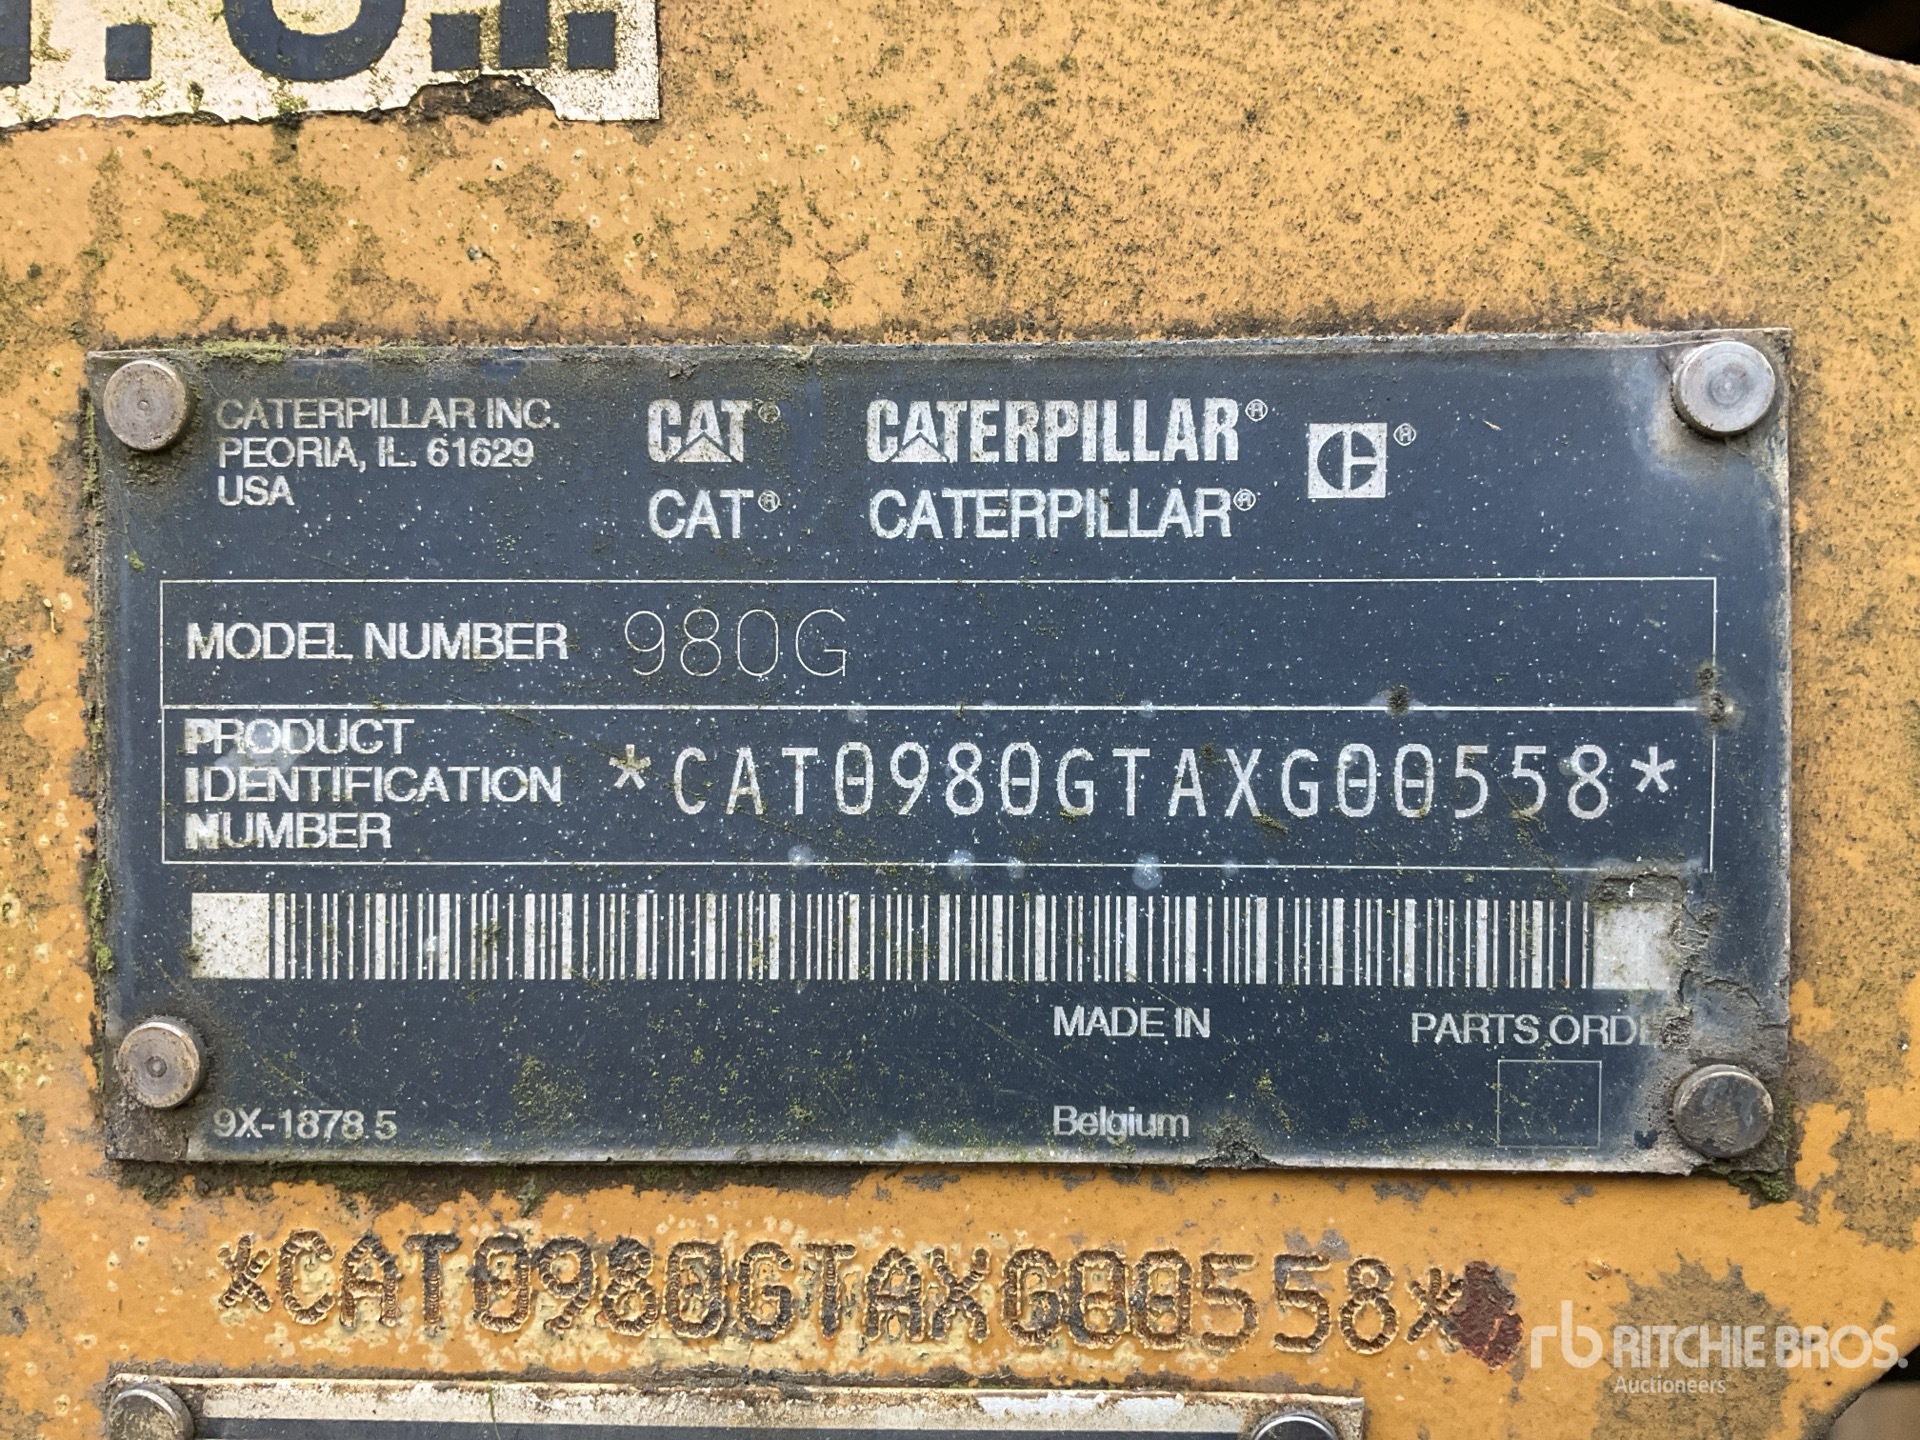 CATERPILLAR INC.
PEORIA, IL. 61629
USA
CAT® CATERPILLAR®
CAT® CATERPILLAR®
MODEL NUMBER 980G
PRODUCT
IDENTIFICATION
NUMBER
*CAT0980GTAXG00558*
MADE IN
Belgium
PARTS ORDE
9X-1878 5
*CAT0980GTAXG00558*
rb RITCHIE BROS.
Auctioneers